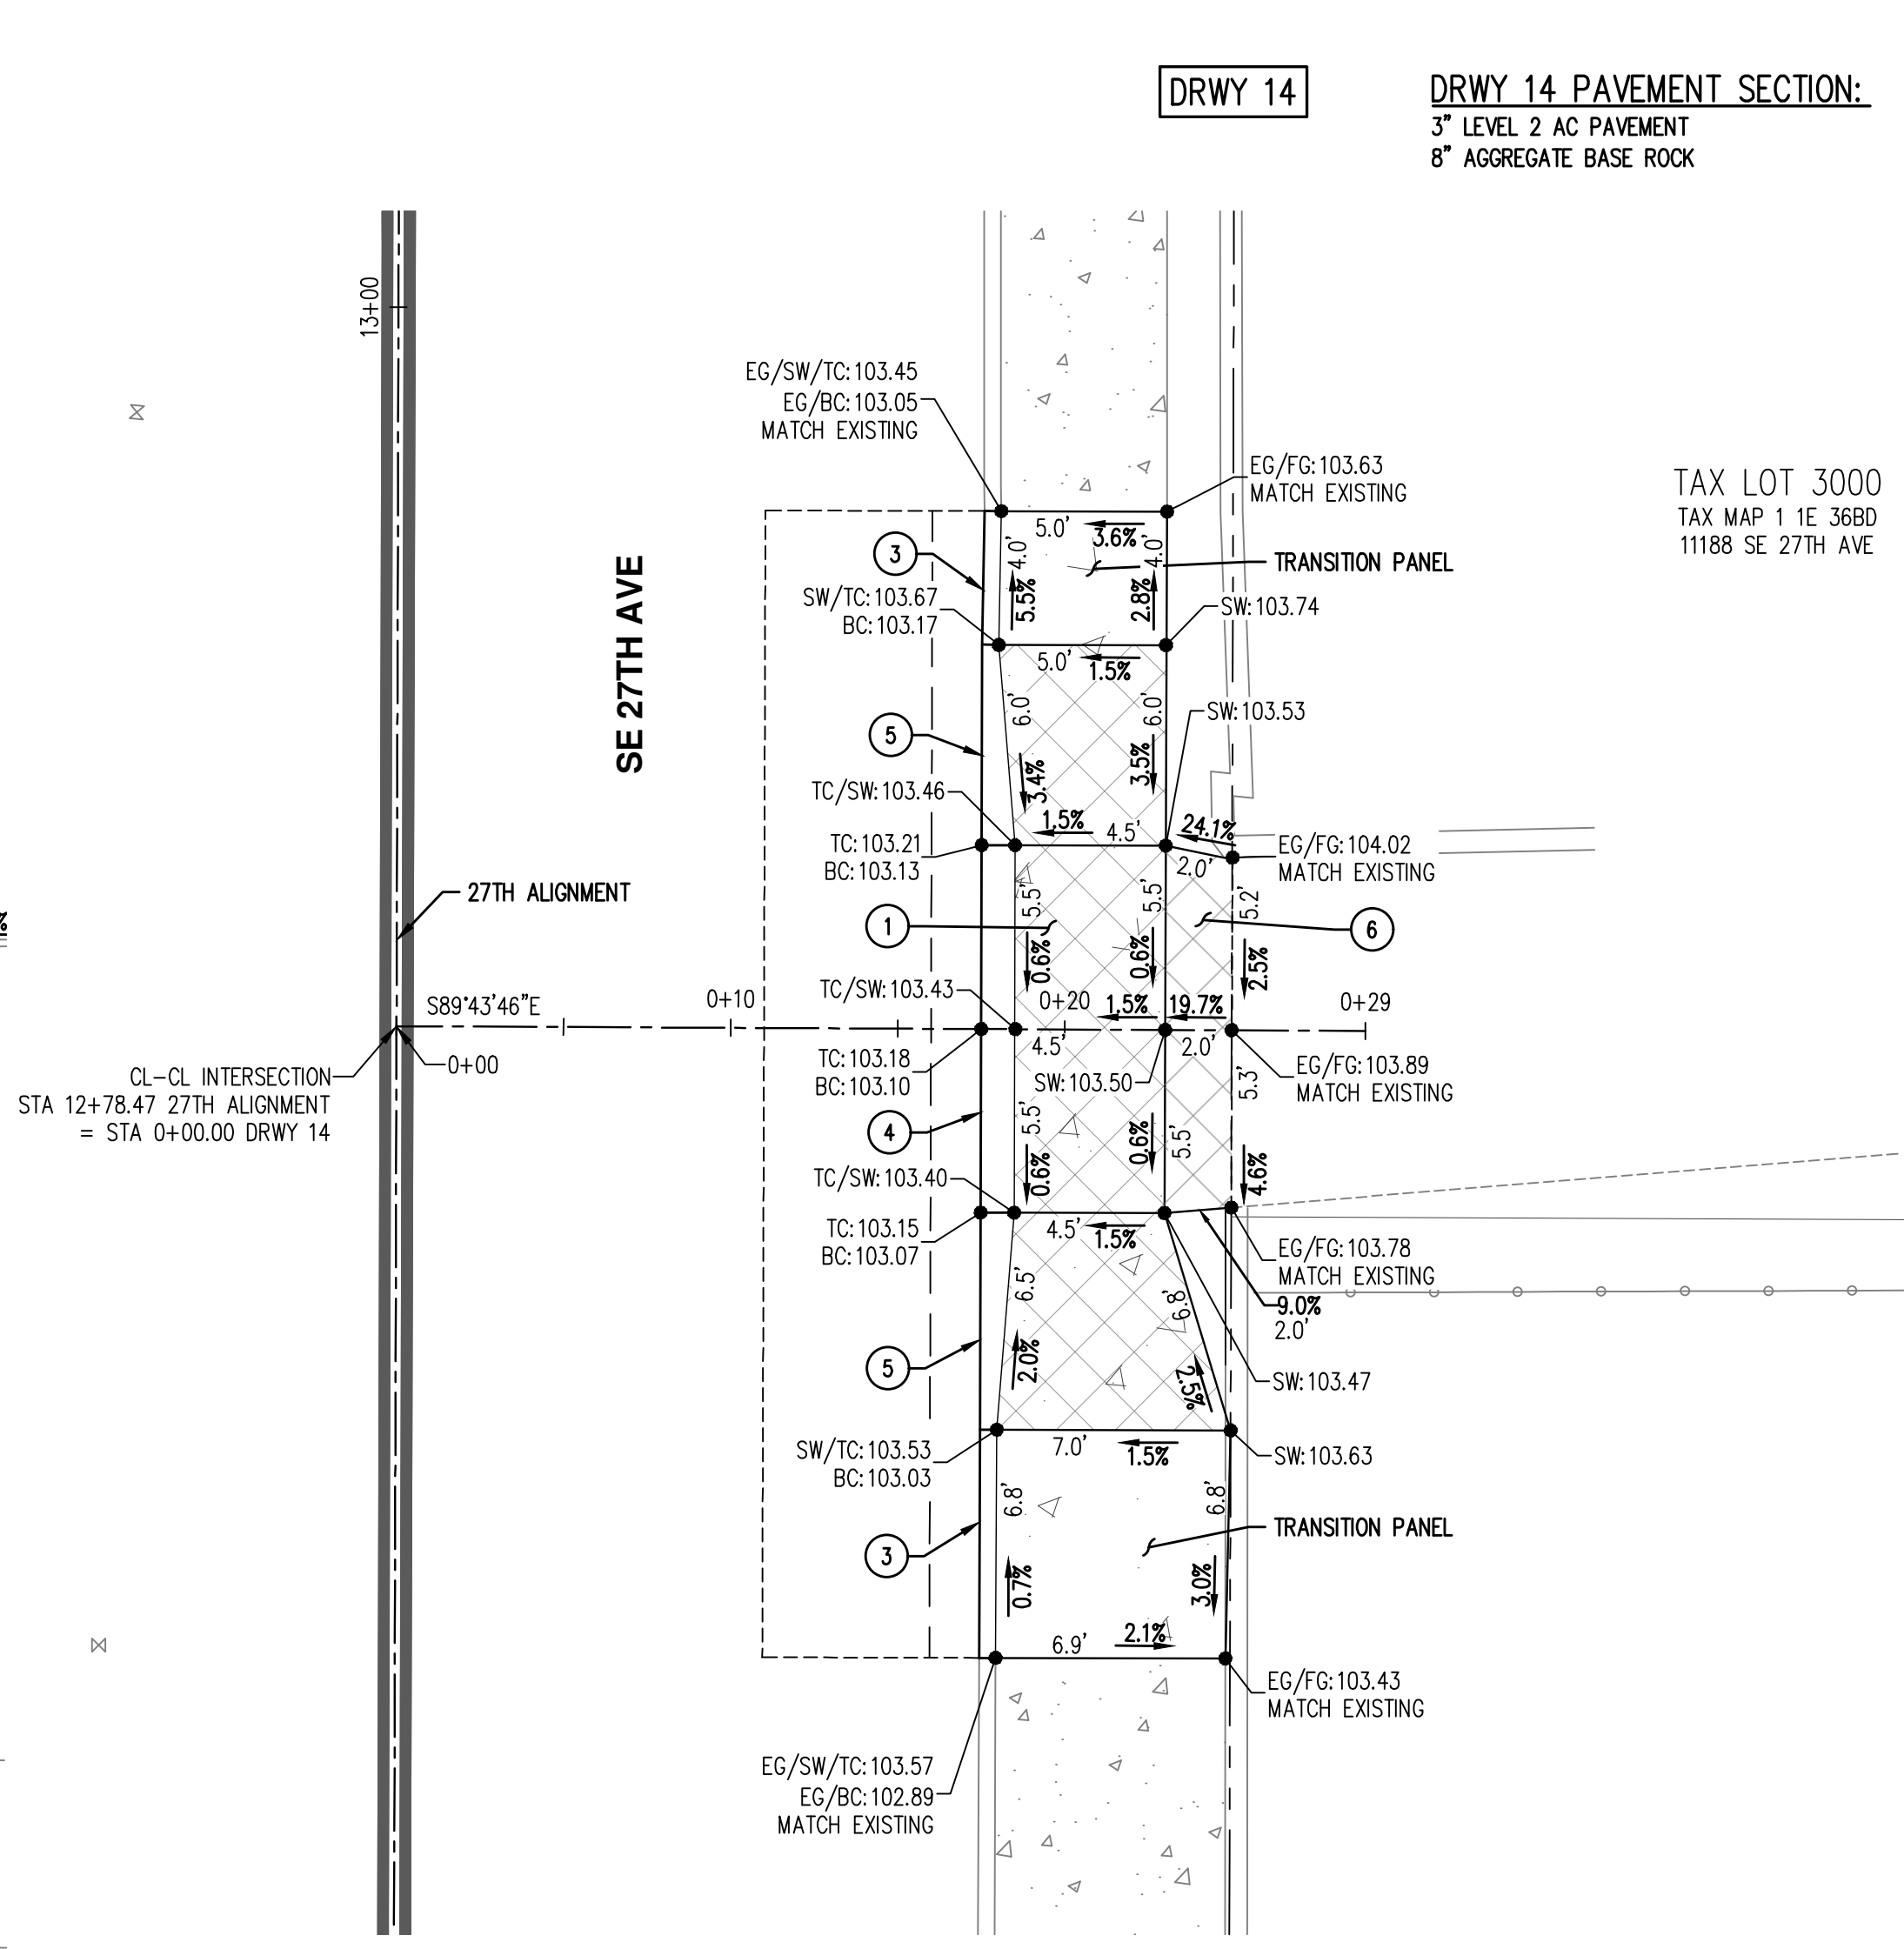 DRWY 14
DRWY 14 PAVEMENT SECTION:
3" LEVEL 2 AC PAVEMENT
8" AGGREGATE BASE ROCK
13+00
EG/SW/TC:103.45
EG/BC:103.05
MATCH EXISTING
EG/FG:103.63
MATCH EXISTING
TAX LOT 3000
TAX MAP 1 1E 36BD
11188 SE 27TH AVE
5.0'
3.6%
3
4.0'
4.0'
TRANSITION PANEL
5.5%
2.8%
SW/TC:103.67
BC:103.17
SW:103.74
SE 27TH AVE
5.0'
1.5%
6.0'
6.0'
SW:103.53
5
3.4%
3.5%
TC/SW:103.46
1.5%
4.5'
24.1%
TC:103.21
BC:103.13
2.0'
EG/FG:104.02
MATCH EXISTING
27TH ALIGNMENT
5.5'
5.5'
5.2'
1
6
0.6%
0.6%
2.5%
TC/SW:103.43
S89°43'46"E
0+10
0+20
1.5%
19.7%
0+29
4.5'
2.0'
0+00
TC:103.18
BC:103.10
SW:103.50
EG/FG:103.89
MATCH EXISTING
CL-CL INTERSECTION
STA 12+78.47 27TH ALIGNMENT
= STA 0+00.00 DRWY 14
5.3'
4
5.5'
5.5'
0.6%
0.6%
4.6%
TC/SW:103.40
TC:103.15
BC:103.07
4.5'
1.5%
EG/FG:103.78
MATCH EXISTING
9.0%
2.0'
6.5'
6.8'
5
2.0%
2.5%
SW:103.47
SW/TC:103.53
BC:103.03
7.0'
1.5%
SW:103.63
6.8'
6.8'
TRANSITION PANEL
3
0.7%
3.0%
6.9'
2.1%
EG/FG:103.43
MATCH EXISTING
EG/SW/TC:103.57
EG/BC:102.89
MATCH EXISTING